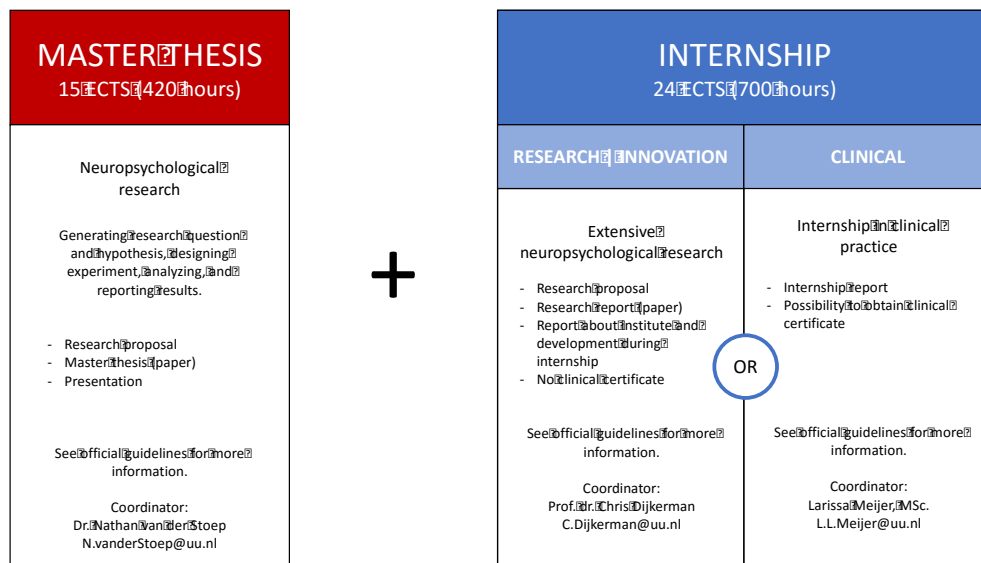 MASTER THESIS
15 ECTS (420 hours)
Neuropsychological
research
Generating research question
and hypothesis, designing
experiment, analyzing, and
reporting results.
- Research proposal
- Master thesis (paper)
- Presentation
See official guidelines for more
information.
Coordinator:
Dr. Nathan van der Stoep
N.vanderStoep@uu.nl
+
INTERNSHIP
24 ECTS (700 hours)
RESEARCH | INNOVATION
Extensive
neuropsychological research
- Research proposal
- Research report (paper)
- Report about Institute and
development during
internship
- No clinical certificate
See official guidelines for more
information.
Coordinator:
Prof. dr. Chris Dijkerman
C.Dijkerman@uu.nl
OR
CLINICAL
Internship in clinical
practice
- Internship report
- Possibility to obtain clinical
certificate
See official guidelines for more
information.
Coordinator:
Larissa Meijer, MSc.
L.L.Meijer@uu.nl